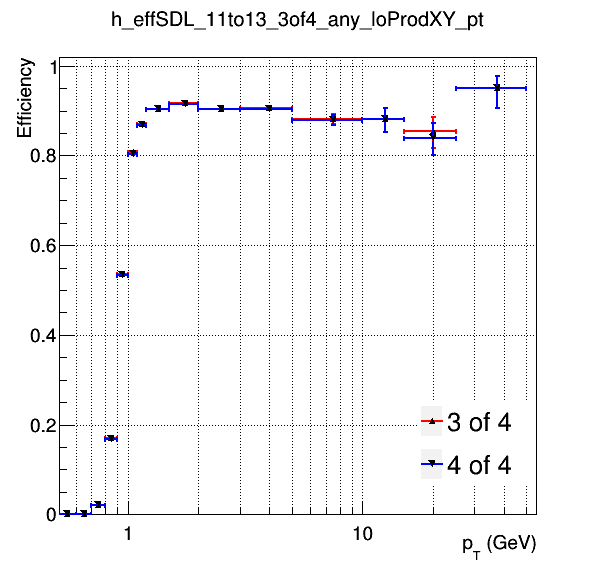 h_effSDL_11to13_3of4_any_loProdXY_pt
Efficiency
1
0.8
0.6
0.4
0.2
0
3 of 4
4 of 4
1
10
p_T (GeV)